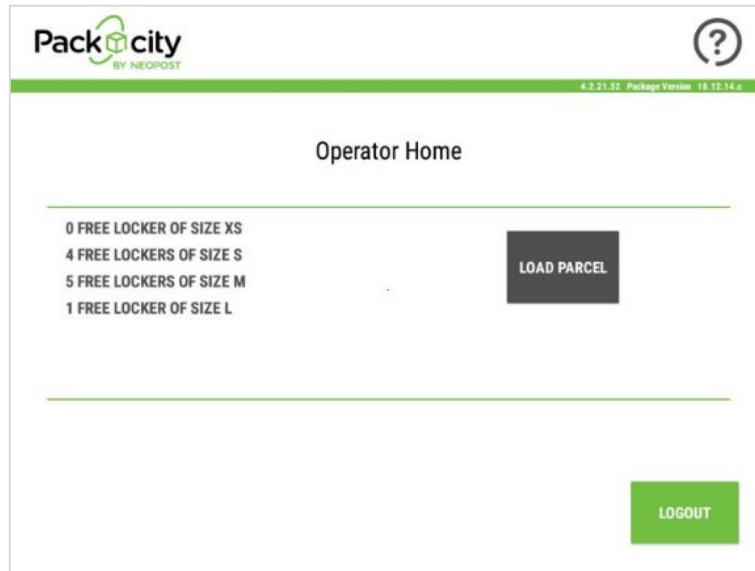 Pack city
BY NEOPOST
?
4.2.21.52 Package Version 18.12.14.c
Operator Home
0 FREE LOCKER OF SIZE XS
4 FREE LOCKERS OF SIZE S
5 FREE LOCKERS OF SIZE M
1 FREE LOCKER OF SIZE L
LOAD PARCEL
LOGOUT